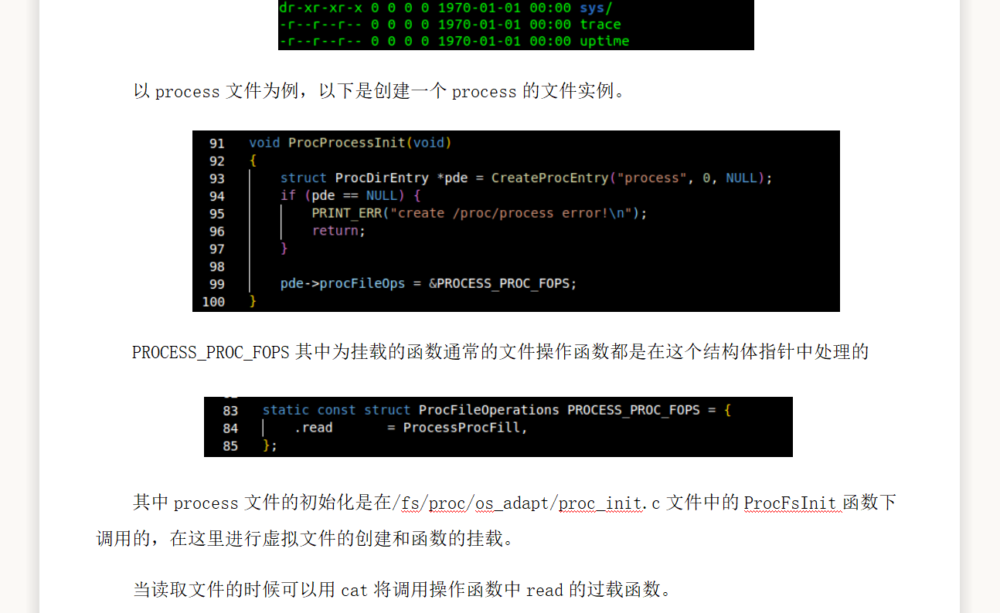 dr-xr-xr-x 0 0 0 0 1970-01-01 00:00 sys/
-r--r--r-- 0 0 0 0 1970-01-01 00:00 trace
-r--r--r-- 0 0 0 0 1970-01-01 00:00 uptime
以 process 文件为例，以下是创建一个 process 的文件实例。
91 void ProcProcessInit(void)
92 {
93 struct ProcDirEntry *pde = CreateProcEntry("process", 0, NULL);
94 if (pde == NULL) {
95 PRINT_ERR("create /proc/process error!\n");
96 return;
97 }
98
99 pde->procFileOps = &PROCESS_PROC_FOPS;
100 }
PROCESS_PROC_FOPS 其中为挂载的函数通常的文件操作函数都是在这个结构体指针中处理的
83 static const struct ProcFileOperations PROCESS_PROC_FOPS = {
84 .read = ProcessProcFill,
85 };
其中 process 文件的初始化是在/fs/proc/os_adapt/proc_init.c 文件中的 ProcFsInit 函数下
调用的，在这里进行虚拟文件的创建和函数的挂载。
当读取文件的时候可以用 cat 将调用操作函数中 read 的过载函数。